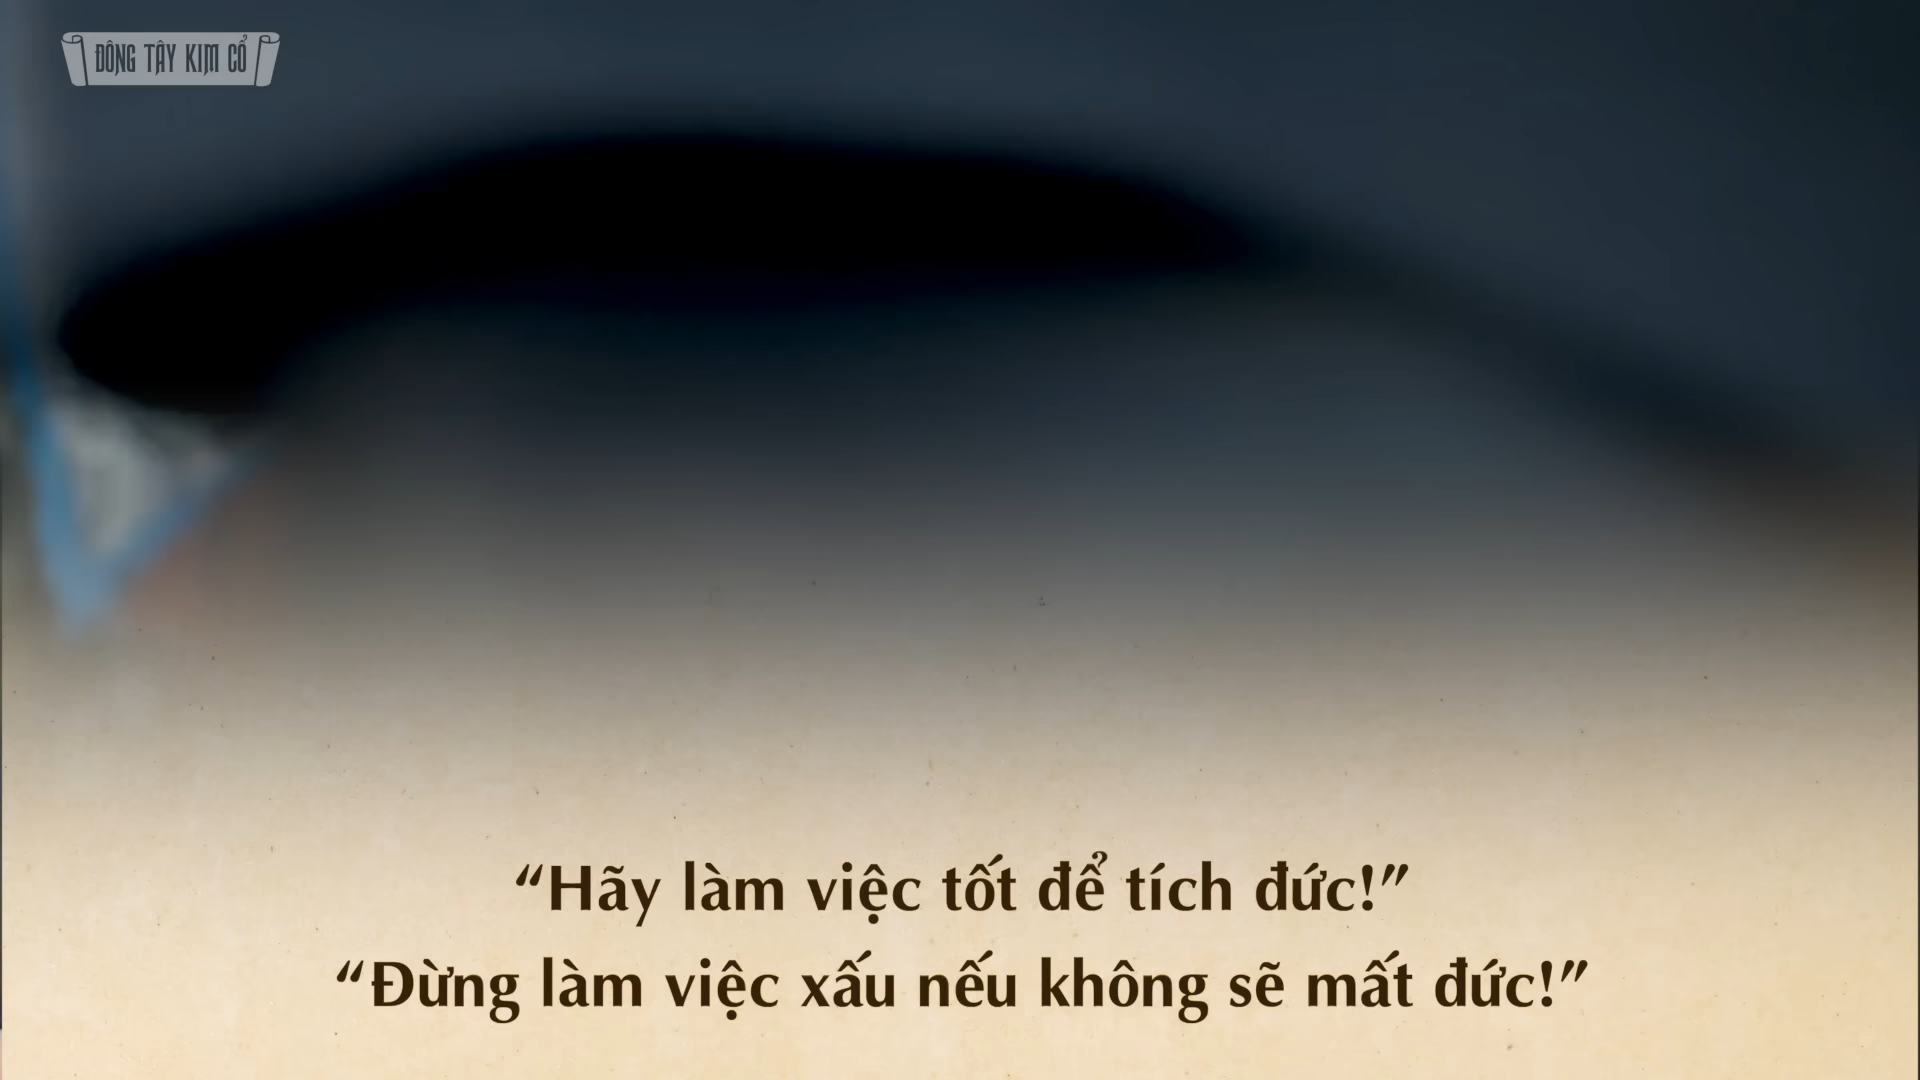 ĐÔNG TÂY KIM CỔ
“Hãy làm việc tốt để tích đức!”
“Đừng làm việc xấu nếu không sẽ mất đức!”